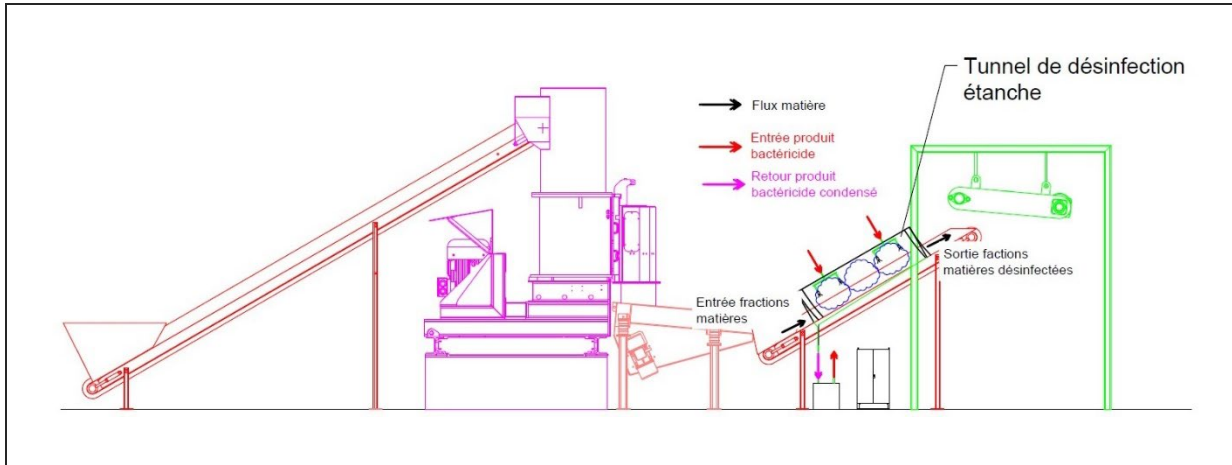 Tunnel de désinfection
étanche
Flux matière
Entrée produit
bactéricide
Retour produit
bactéricide condensé
Sortie factions
matières désinfectées
Entrée fractions
matières